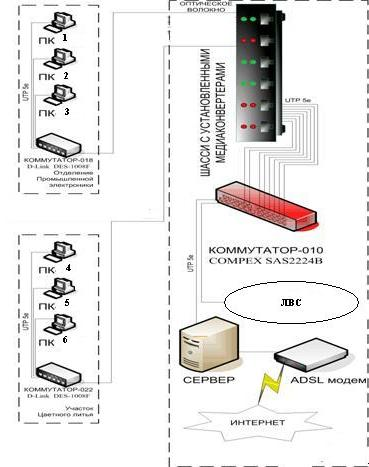 ОПТИЧЕСКОЕ
ВОЛОКНО
ПК 1
ПК 2
ПК 3
UTP 5e
КОММУТАТОР-018
D-Link DES-1008F
Отделение
Промышленной
электроники
ШАССИ С УСТАНОВЛЕННЫМИ
МЕДИАКОНВЕРТЕРАМИ
UTP 5e
КОММУТАТОР-010
COMPEX SAS2224B
UTP 5e
ПК 4
ПК 5
ПК 6
UTP 5e
КОММУТАТОР-022
D-Link DES-1008F
Участок
Цветного литья
ЛВС
СЕРВЕР
ADSL модем
ИНТЕРНЕТ